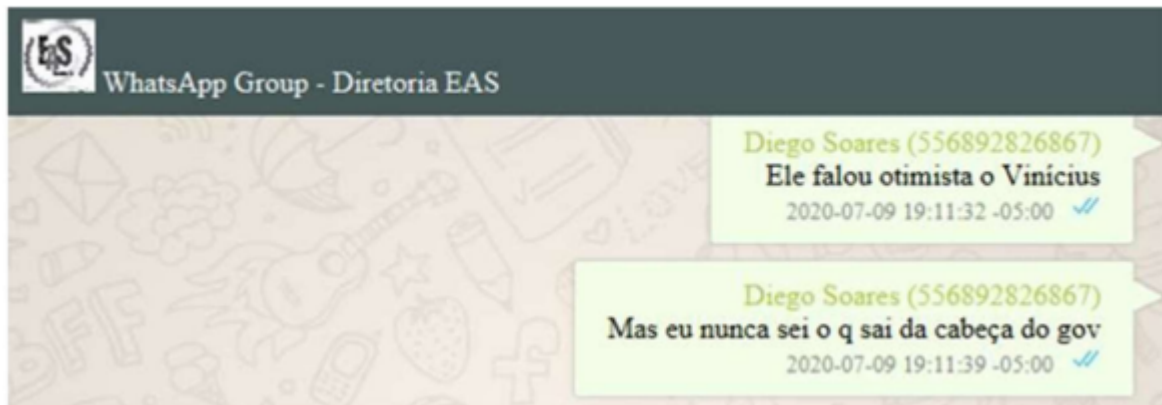 EAS
WhatsApp Group - Diretoria EAS
Diego Soares (556892826867)
Ele falou otimista o Vinícius
2020-07-09 19:11:32 -05:00
Diego Soares (556892826867)
Mas eu nunca sei o q sai da cabeça do gov
2020-07-09 19:11:39 -05:00
LOVE
BFF